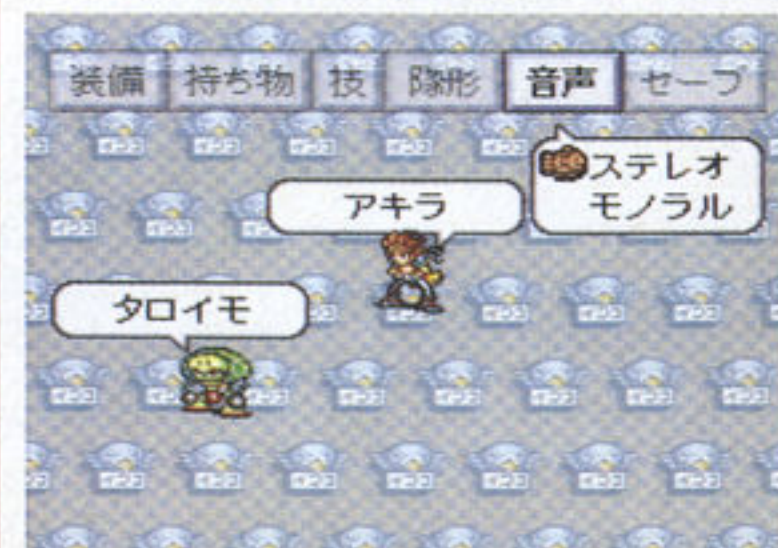 装備 持ち物 技 隊形 音声 セーブ
ステレオ
モノラル
アキラ
タロイモ